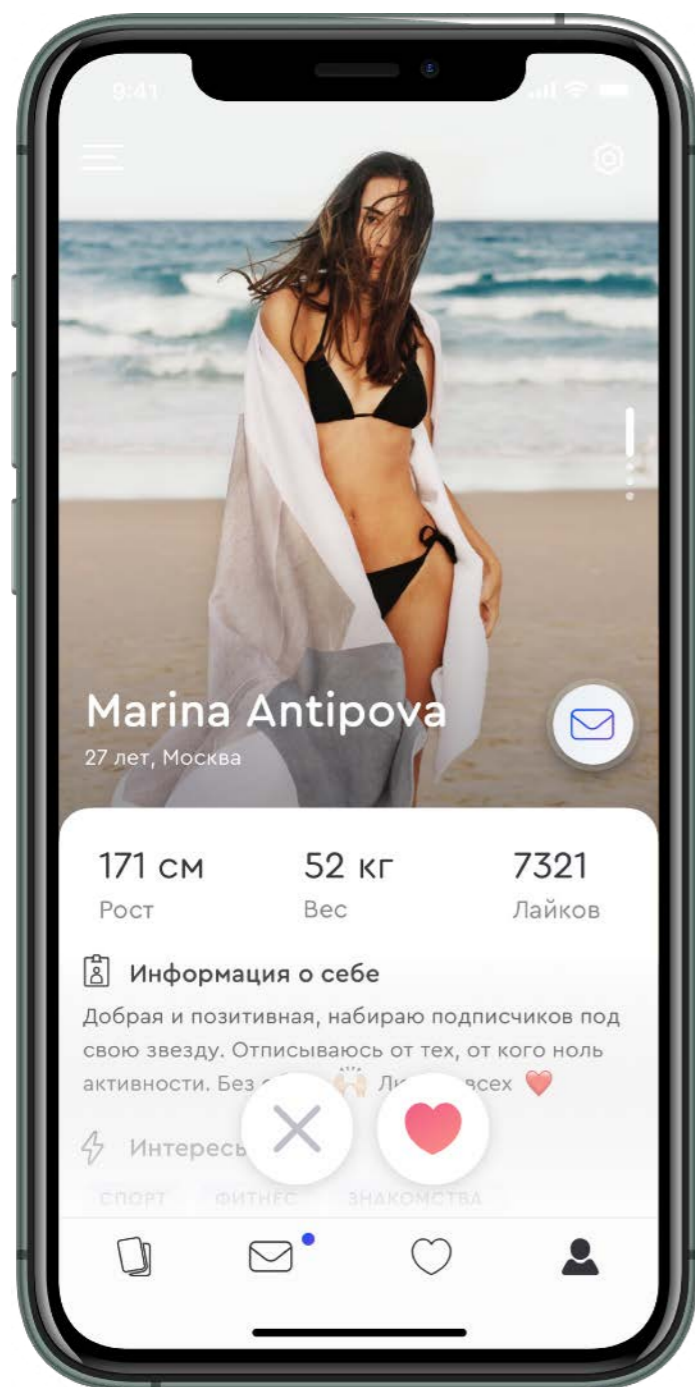 9:41
Marina Antipova
27 лет, Москва
171 см 52 кг 7321
Рост Вес Лайков
Информация о себе
Добрая и позитивная, набираю подписчиков под
свою звезду. Отписываюсь от тех, от кого ноль
активности. Без 🙌🏻 всех ❤️
Интересы
СПОРТ ФИТНЕС ЗНАКОМСТВА